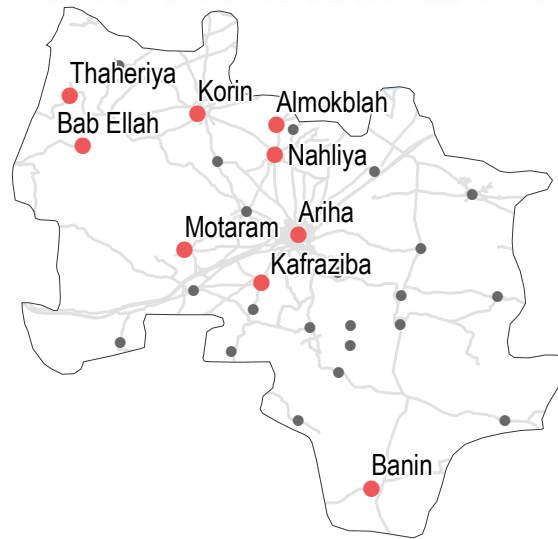 Thaheriya
Korin
Almokblah
Bab Ellah
Nahliya
Ariha
Motaram
Kafraziba
Banin